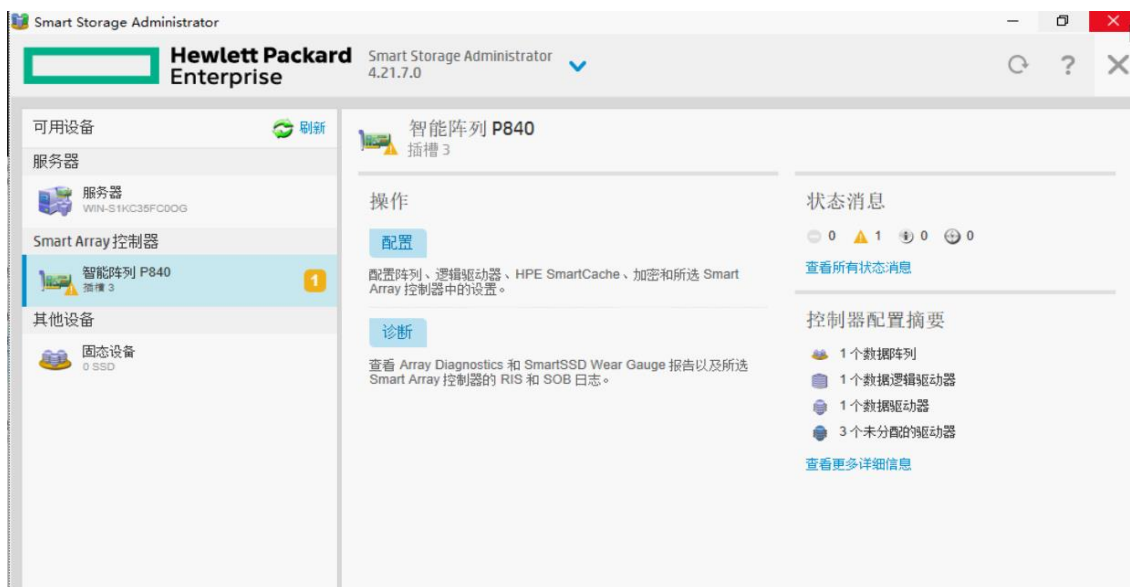 Smart Storage Administrator
Hewlett Packard
Enterprise
Smart Storage Administrator
4.21.7.0
?
可用设备
刷新
服务器
服务器
WIN-S1KC35FC0OG
Smart Array 控制器
智能阵列 P840
插槽 3
1
其他设备
固态设备
0 SSD
智能阵列 P840
插槽 3
操作
配置
配置阵列、逻辑驱动器、HPE SmartCache、加密和所选 Smart
Array 控制器中的设置。
诊断
查看 Array Diagnostics 和 SmartSSD Wear Gauge 报告以及所选
Smart Array 控制器的 RIS 和 SOB 日志。
状态消息
0 1 0 0
查看所有状态消息
控制器配置摘要
1 个数据阵列
1 个数据逻辑驱动器
1 个数据驱动器
3 个未分配的驱动器
查看更多详细信息